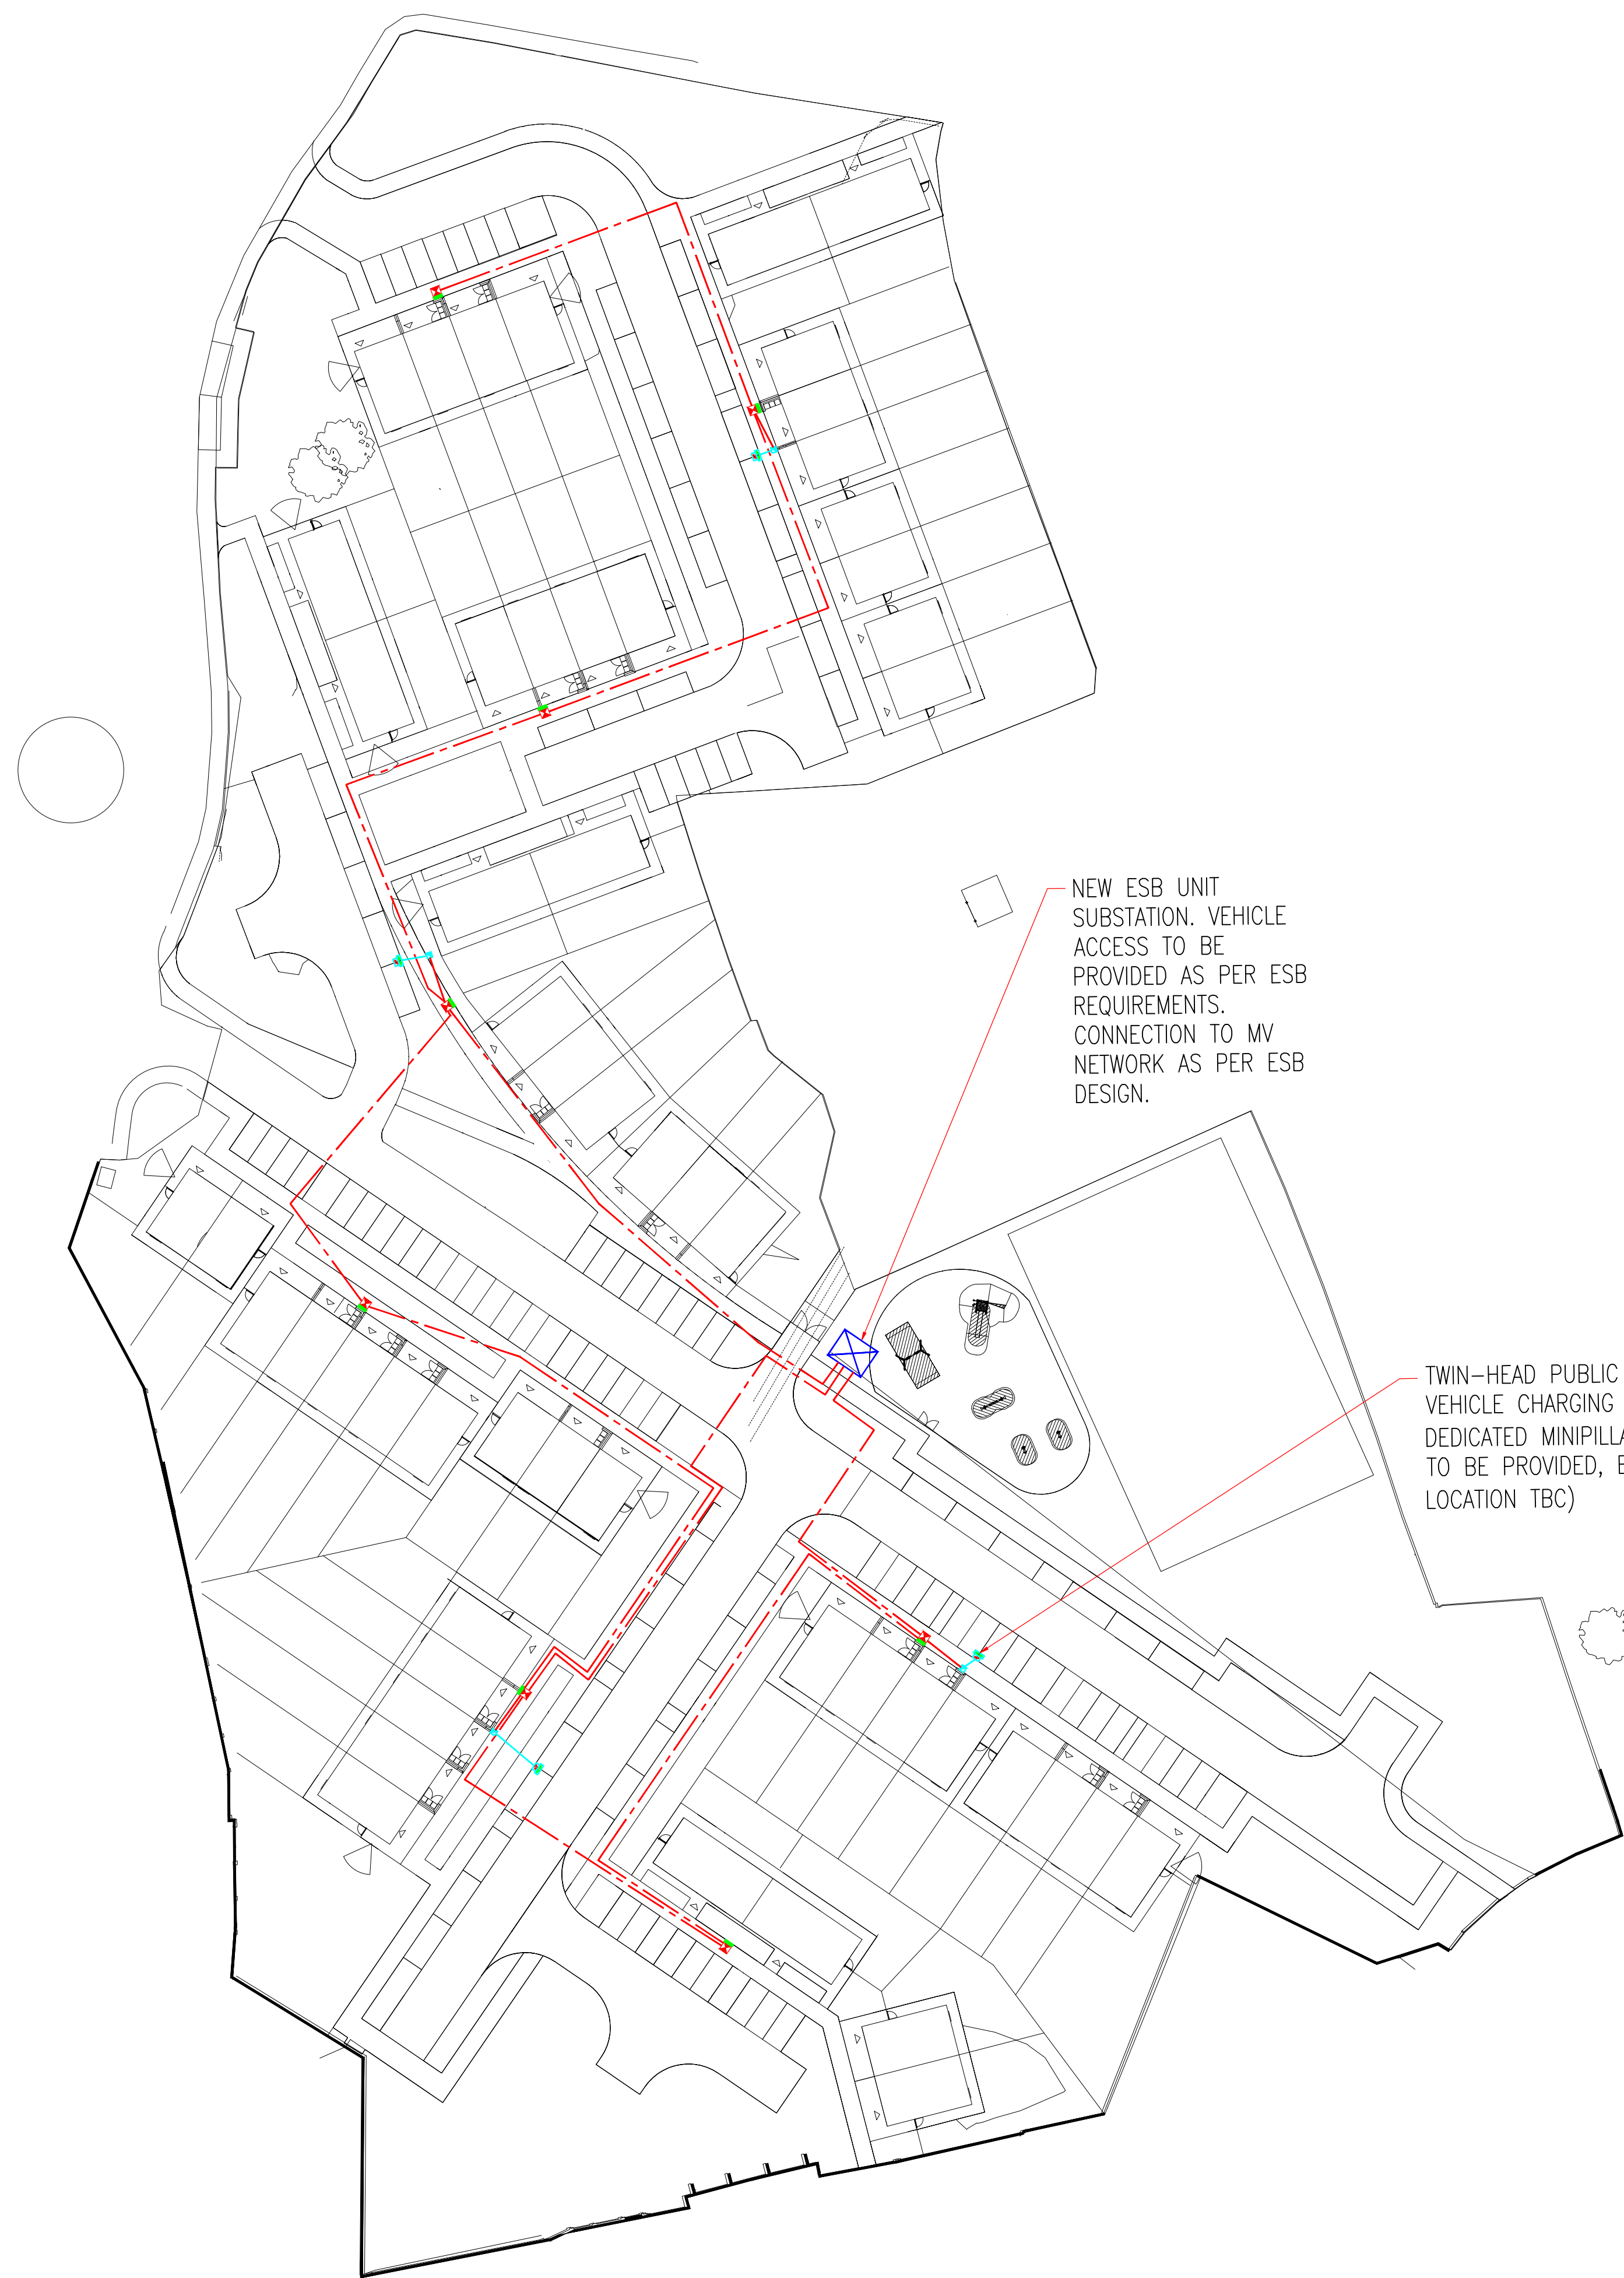 NEW ESB UNIT
SUBSTATION. VEHICLE
ACCESS TO BE
PROVIDED AS PER ESB
REQUIREMENTS.
CONNECTION TO MV
NETWORK AS PER ESB
DESIGN.
TWIN-HEAD PUBLIC
VEHICLE CHARGING
DEDICATED
TO BE PROVIDED,
LOCATION TBC)